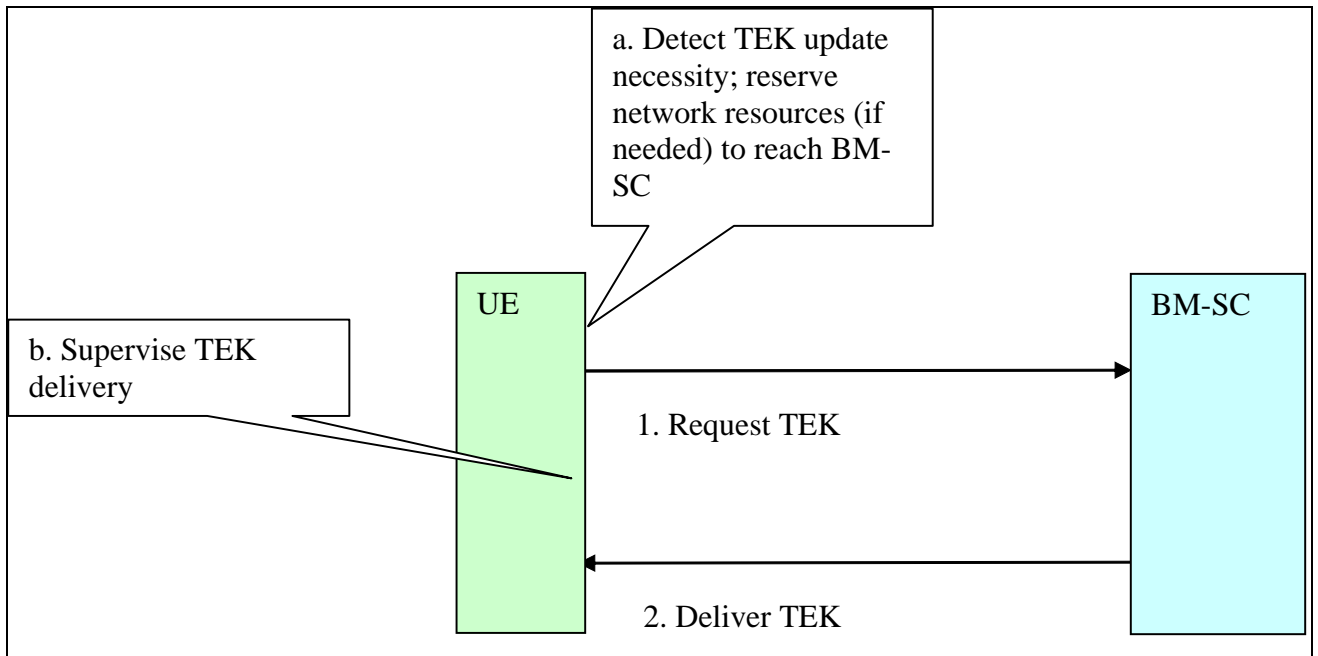 a. Detect TEK update
necessity; reserve
network resources (if
needed) to reach BM-
SC
UE
BM-SC
b. Supervise TEK
delivery
1. Request TEK
2. Deliver TEK